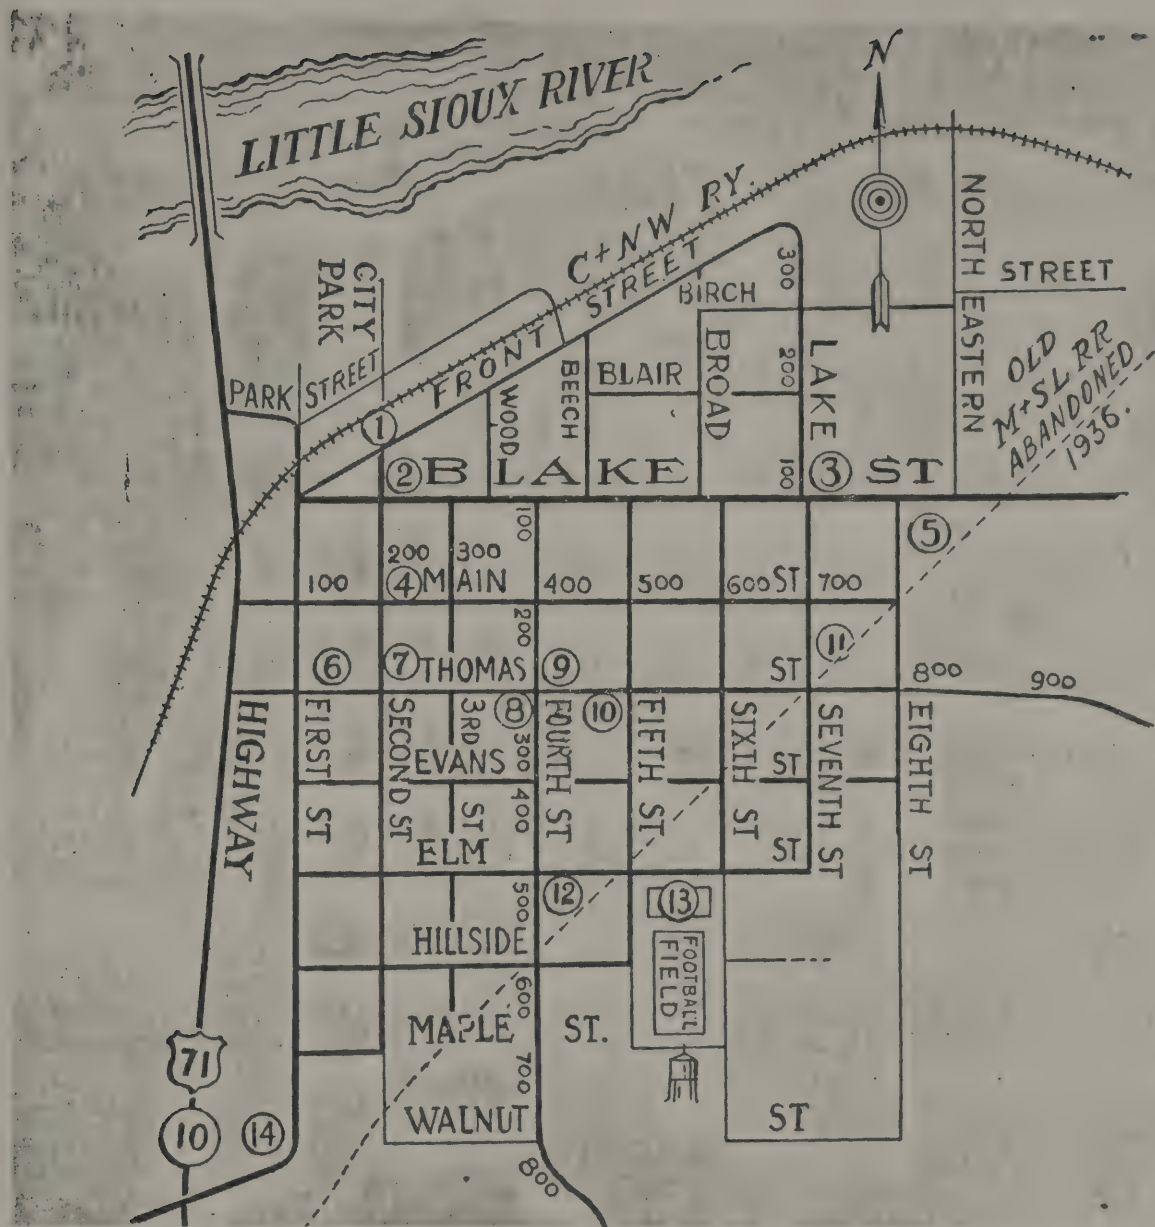 N
LITTLE SIOUX RIVER
C+NW RY.
CITY
PARK
PARK STREET
FRONT STREET
BIRCH STREET
NORTH EASTERN
300
BROAD
LAKE
200
BLAIR
BEECH
WOOD
OLD
M+SL RR
ABANDONED
1936.
1
2 BLAKE 3 ST
100
5
100
200 300
4 MAIN 400 500 600 ST 700
100
200
11
6 7 THOMAS 9 ST 800 900
8 10
HIGHWAY
FIRST ST
SECOND ST
3RD ST
FOURTH ST
FIFTH ST
SIXTH ST
SEVENTH ST
EIGHTH ST
300
EVANS ST
400
ELM ST
500
12
13
HILLSIDE
FOOTBALL
FIELD
600
MAPLE ST.
71
700
10
14
WALNUT ST
800